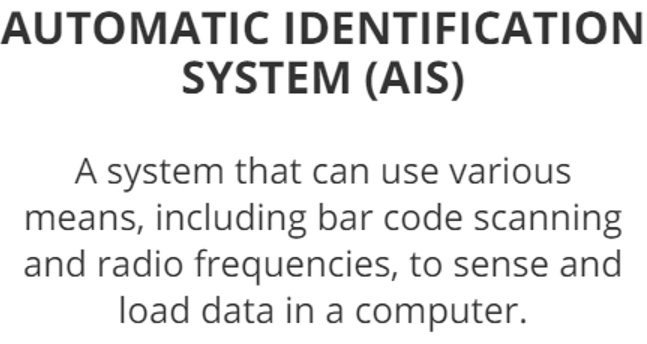 AUTOMATIC IDENTIFICATION
SYSTEM (AIS)
A system that can use various
means, including bar code scanning
and radio frequencies, to sense and
load data in a computer.